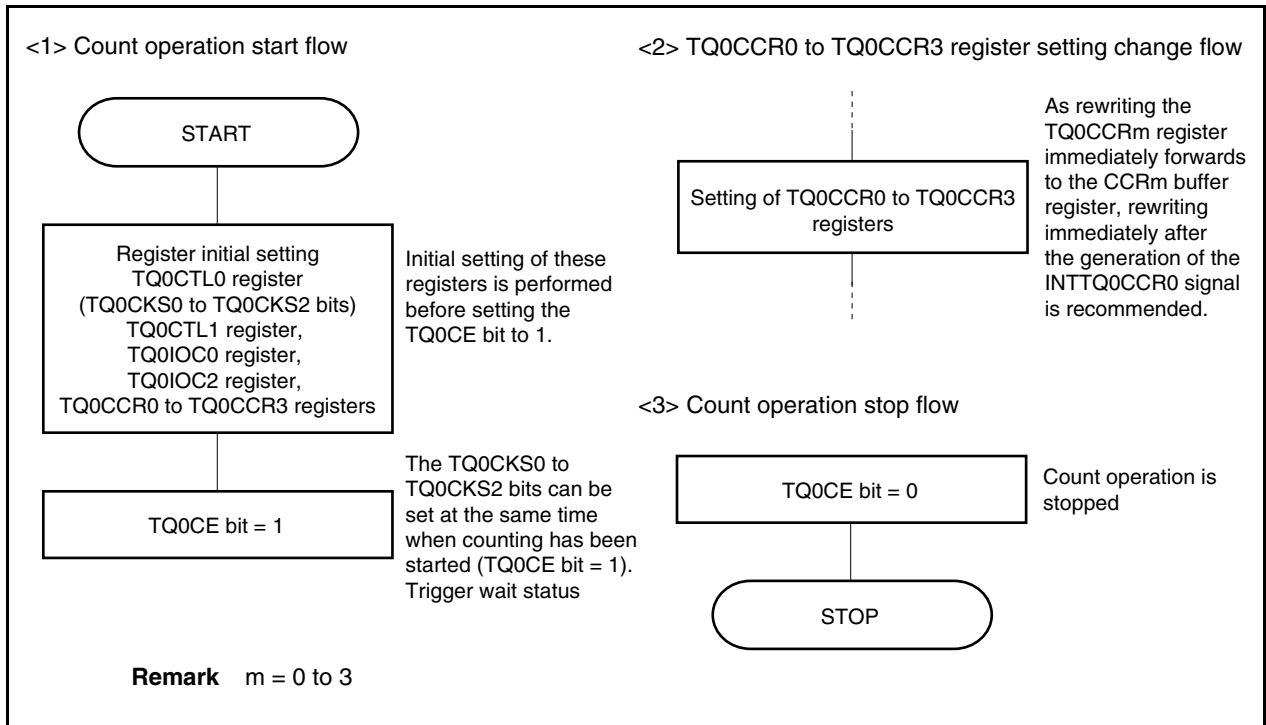 <1> Count operation start flow
START
Register initial setting
TQ0CTL0 register
(TQ0CKS0 to TQ0CKS2 bits)
TQ0CTL1 register,
TQ0IOC0 register,
TQ0IOC2 register,
TQ0CCR0 to TQ0CCR3 registers
Initial setting of these
registers is performed
before setting the
TQ0CE bit to 1.
TQ0CE bit = 1
The TQ0CKS0 to
TQ0CKS2 bits can be
set at the same time
when counting has been
started (TQ0CE bit = 1).
Trigger wait status
<2> TQ0CCR0 to TQ0CCR3 register setting change flow
Setting of TQ0CCR0 to TQ0CCR3
registers
As rewriting the
TQ0CCRm register
immediately forwards
to the CCRm buffer
register, rewriting
immediately after
the generation of the
INTTQ0CCR0 signal
is recommended.
<3> Count operation stop flow
TQ0CE bit = 0
Count operation is
stopped
STOP
Remark m = 0 to 3